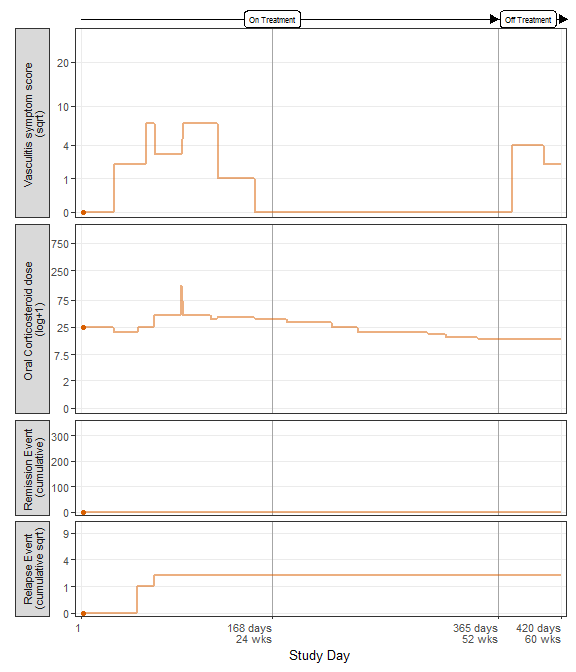 On Treatment
Off Treatment
Vasculitis symptom score
(sqrt)
20
10
4
1
0
Oral Corticosteroid dose
(log+1)
750
250
75
25
7.5
2
0
Remission Event
(cumulative)
300
200
100
0
Relapse Event
(cumulative sqrt)
9
4
1
0
1
168 days
24 wks
365 days
52 wks
420 days
60 wks
Study Day